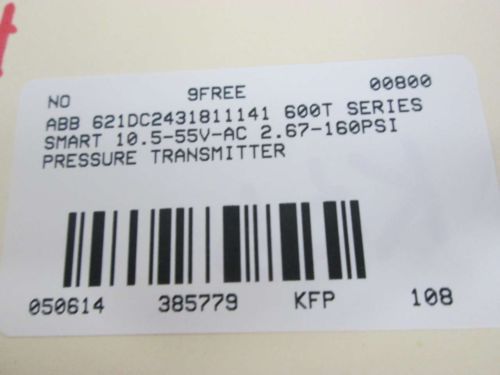 NO 9FREE 00800
ABB 621DC2431811141 600T SERIES
SMART 10.5-55V-AC 2.67-160PSI
PRESSURE TRANSMITTER
050614 385779 KFP 108